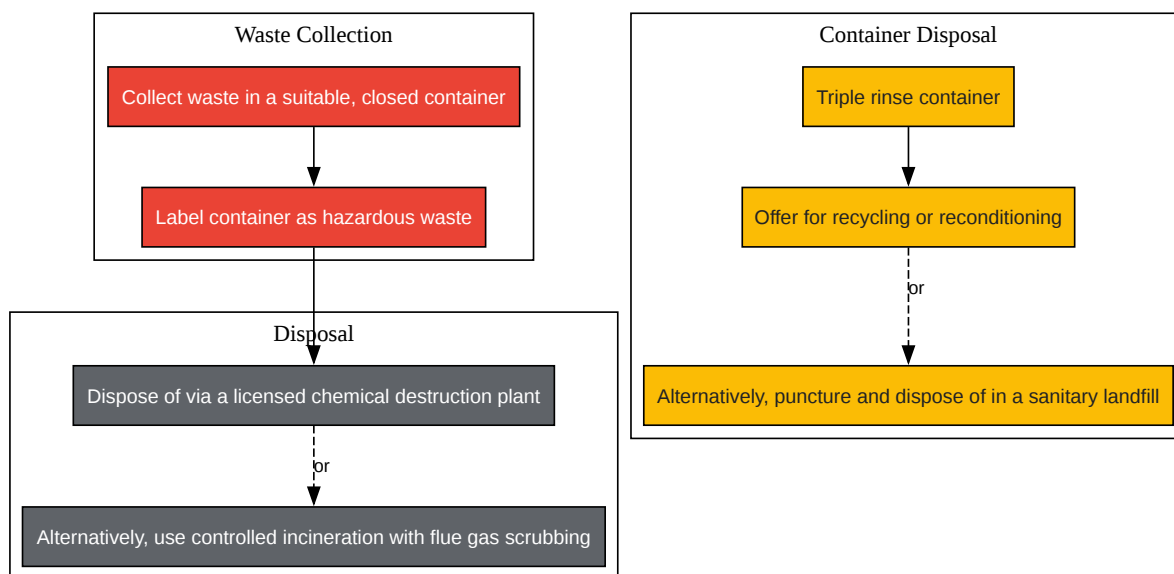 Waste Collection
Collect waste in a suitable, closed container
Label container as hazardous waste
Disposal
Dispose of via a licensed chemical destruction plant
or
Alternatively, use controlled incineration with flue gas scrubbing
Container Disposal
Triple rinse container
Offer for recycling or reconditioning
or
Alternatively, puncture and dispose of in a sanitary landfill